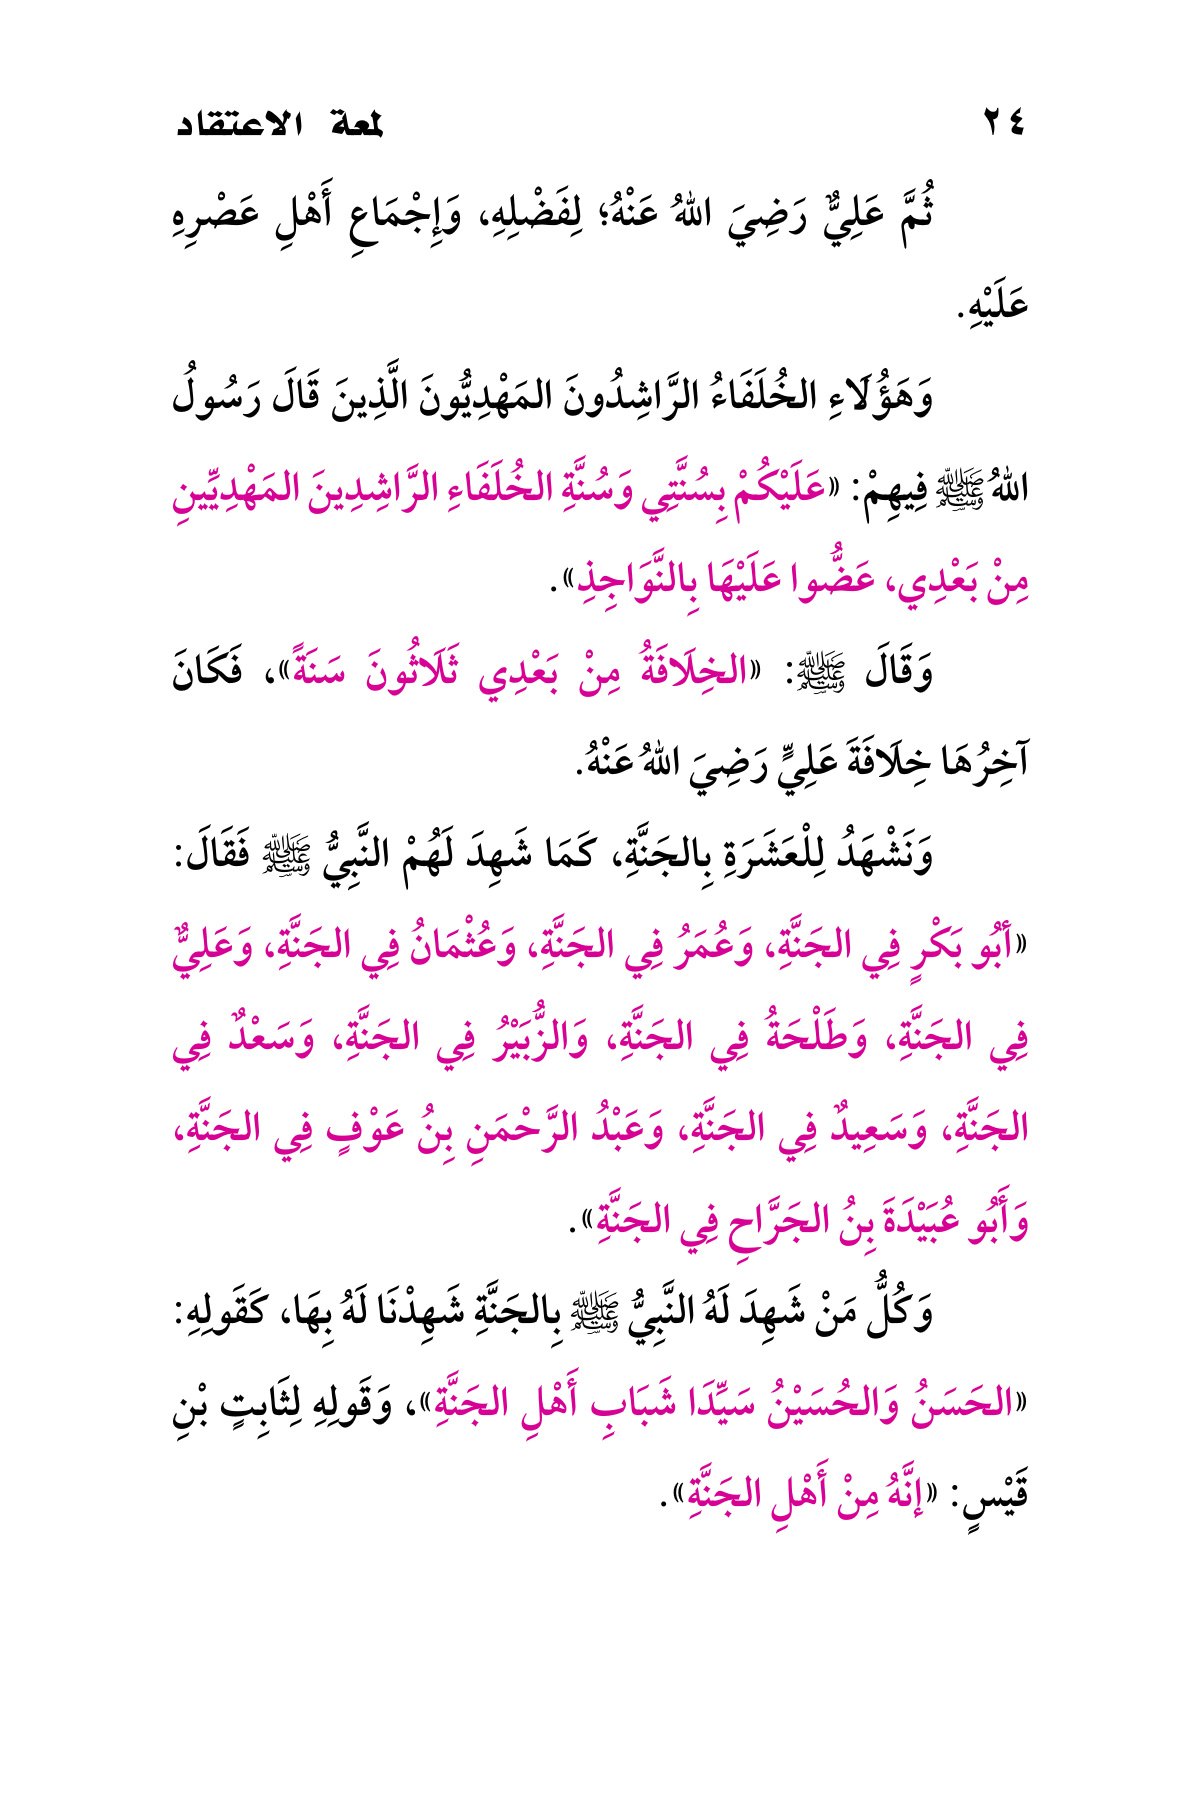 ٢٤ لمعة الاعتقاد
ثُمَّ عَلِيٌّ رَضِيَ اللهُ عَنْهُ؛ لِفَضْلِهِ، وَإِجْمَاعِ أَهْلِ عَصْرِهِ
عَلَيْهِ.
وَهَؤُلَاءِ الخُلَفَاءُ الرَّاشِدُونَ المَهْدِيُّونَ الَّذِينَ قَالَ رَسُولُ
اللهُ ﷺ فِيهِمْ: «عَلَيْكُمْ بِسُنَّتِي وَسُنَّةِ الخُلَفَاءِ الرَّاشِدِينَ المَهْدِيِّينِ
مِنْ بَعْدِي، عَضُّوا عَلَيْهَا بِالنَّوَاجِذِ».
وَقَالَ ﷺ: «الخِلَافَةُ مِنْ بَعْدِي ثَلَاثُونَ سَنَةً»، فَكَانَ
آخِرُهَا خِلَافَةَ عَلِيٍّ رَضِيَ اللهُ عَنْهُ.
وَنَشْهَدُ لِلْعَشَرَةِ بِالجَنَّةِ، كَمَا شَهِدَ لَهُمْ النَّبِيُّ ﷺ فَقَالَ:
«أبُو بَكْرٍ فِي الجَنَّةِ، وَعُمَرُ فِي الجَنَّةِ، وَعُثْمَانُ فِي الجَنَّةِ، وَعَلِيٌّ
فِي الجَنَّةِ، وَطَلْحَةُ فِي الجَنَّةِ، وَالزُّبَيْرُ فِي الجَنَّةِ، وَسَعْدٌ فِي
الجَنَّةِ، وَسَعِيدٌ فِي الجَنَّةِ، وَعَبْدُ الرَّحْمَنِ بِنُ عَوْفٍ فِي الجَنَّةِ،
وَأَبُو عُبَيْدَةَ بِنُ الجَرَّاحِ فِي الجَنَّةِ».
وَكُلُّ مَنْ شَهِدَ لَهُ النَّبِيُّ ﷺ بِالجَنَّةِ شَهِدْنَا لَهُ بِهَا، كَقَولِهِ:
«الحَسَنُ وَالحُسَيْنُ سَيِّدَا شَبَابِ أَهْلِ الجَنَّةِ»، وَقَولِهِ لِثَابِتٍ بْنِ
قَيْسٍ: «إنَّهُ مِنْ أَهْلِ الجَنَّةِ».